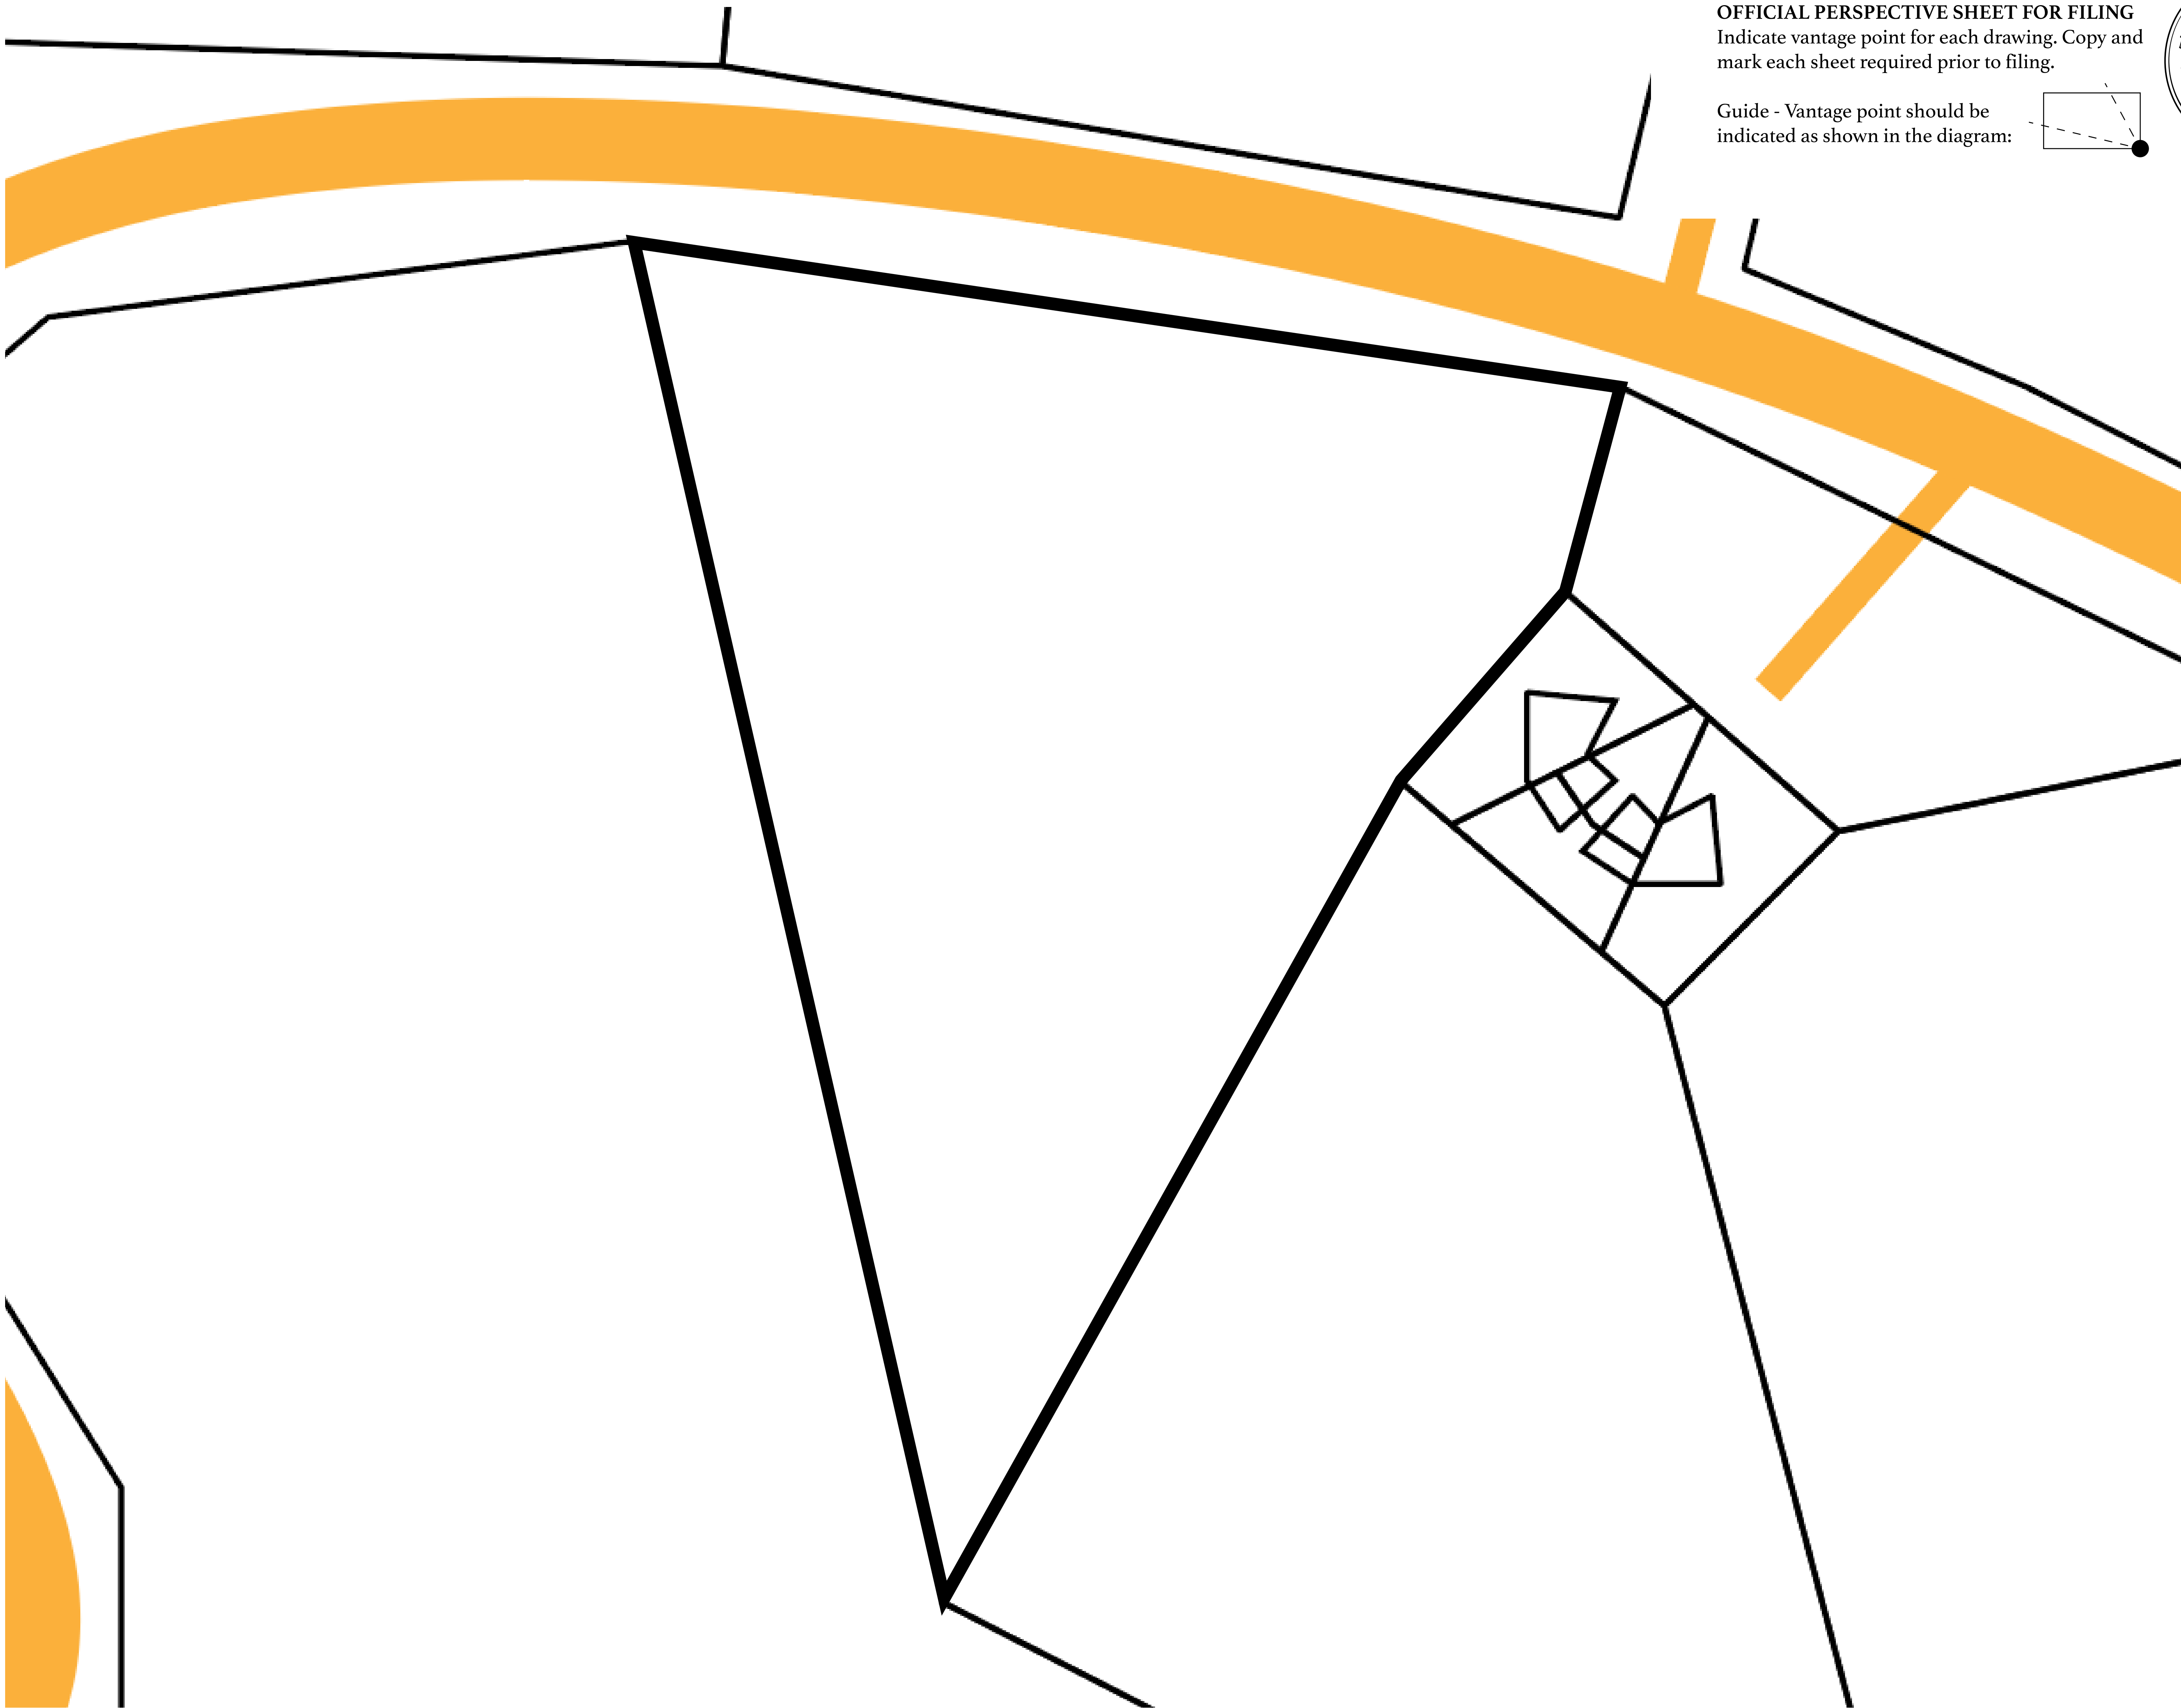 OFFICIAL PERSPECTIVE SHEET FOR FILING
Indicate vantage point for each drawing. Copy and
mark each sheet required prior to filing.
Guide - Vantage point should be
indicated as shown in the diagram: